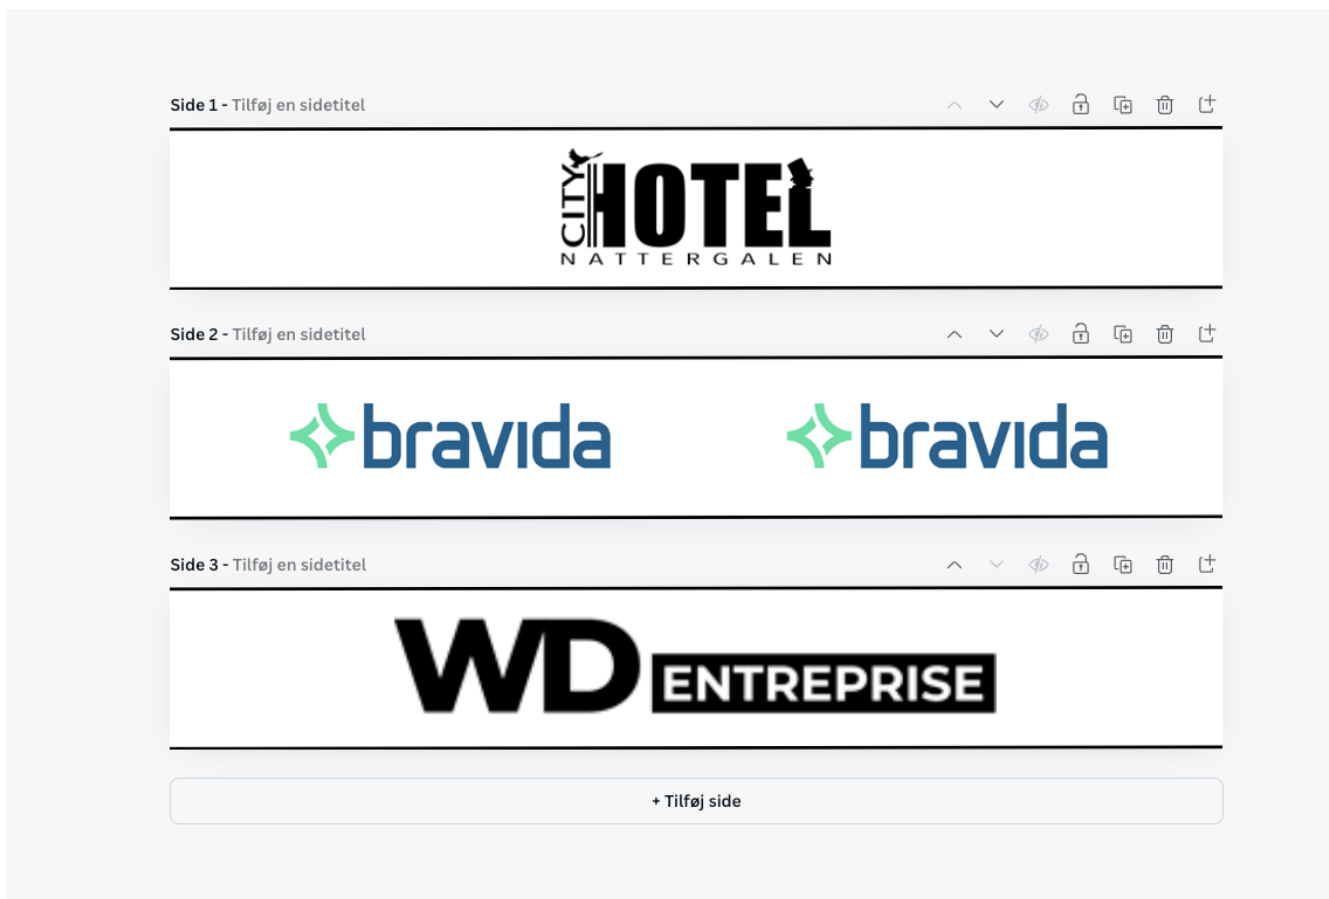 Side 1 - Tilføj en sidetitel
CITY HOTEL
NATTERGALEN
Side 2 - Tilføj en sidetitel
bravida bravida
Side 3 - Tilføj en sidetitel
WD ENTREPRISE
+ Tilføj side